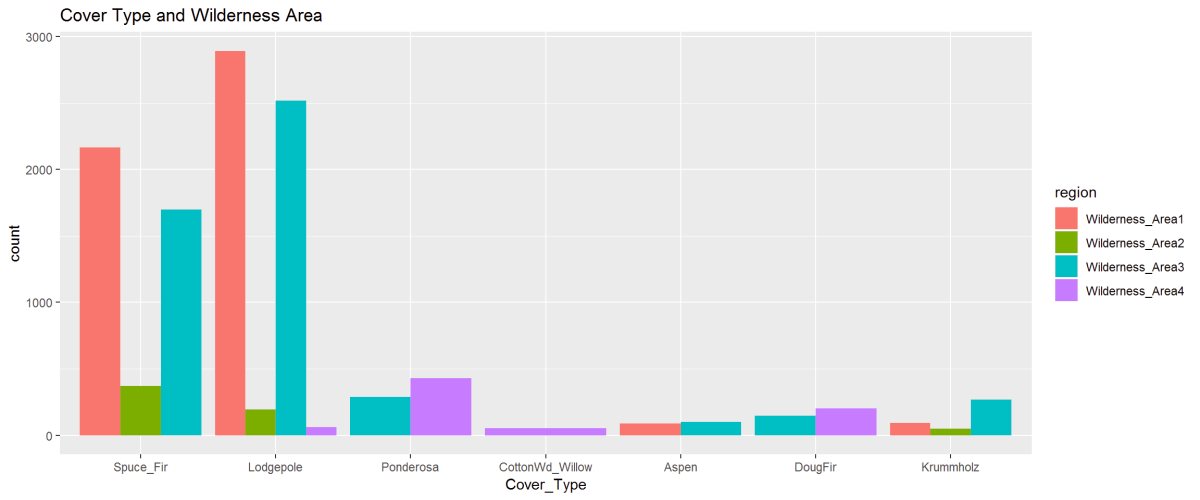 Cover Type and Wilderness Area
3000
2000
1000
0
count
Spuce_Fir
Lodgepole
Ponderosa
CottonWd_Willow
Aspen
DougFir
Krummholz
Cover_Type
region
Wilderness_Area1
Wilderness_Area2
Wilderness_Area3
Wilderness_Area4